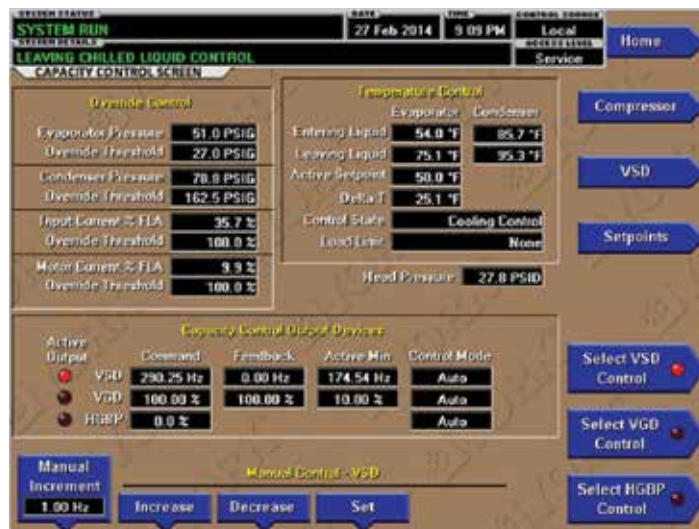 SYSTEM STATUS
SYSTEM RUN
DATE
27 Feb 2014
TIME
9 09 PM
CONTROL SOURCE
Local
SYSTEM DETAILS
LEAVING CHILLED LIQUID CONTROL
ACCESS LEVEL
Service
CAPACITY CONTROL SCREEN
Home
Compressor
VSD
Setpoints
Override Control
Evaporator Pressure 51.0 PSIG
Override Threshold 27.0 PSIG
Condenser Pressure 78.8 PSIG
Override Threshold 162.5 PSIG
Input Current % FLA 35.7 %
Override Threshold 100.0 %
Motor Current % FLA 9.9 %
Override Threshold 100.0 %
Temperature Control
Evaporator Condenser
Entering Liquid 54.0 °F 85.7 °F
Leaving Liquid 75.1 °F 95.3 °F
Active Setpoint 50.0 °F
Delta T 25.1 °F
Control State Cooling Control
Load Limit None
Head Pressure 27.8 PSID
Capacity Control Output Devices
Active Output Command Feedback Active Min Control Mode
VSD 290.25 Hz 0.00 Hz 174.54 Hz Auto
VGD 100.00 % 100.00 % 10.00 % Auto
HGBP 0.0 % Auto
Select VSD Control
Select VGD Control
Select HGBP Control
Manual Increment
1.00 Hz
Manual Control - VSD
Increase Decrease Set